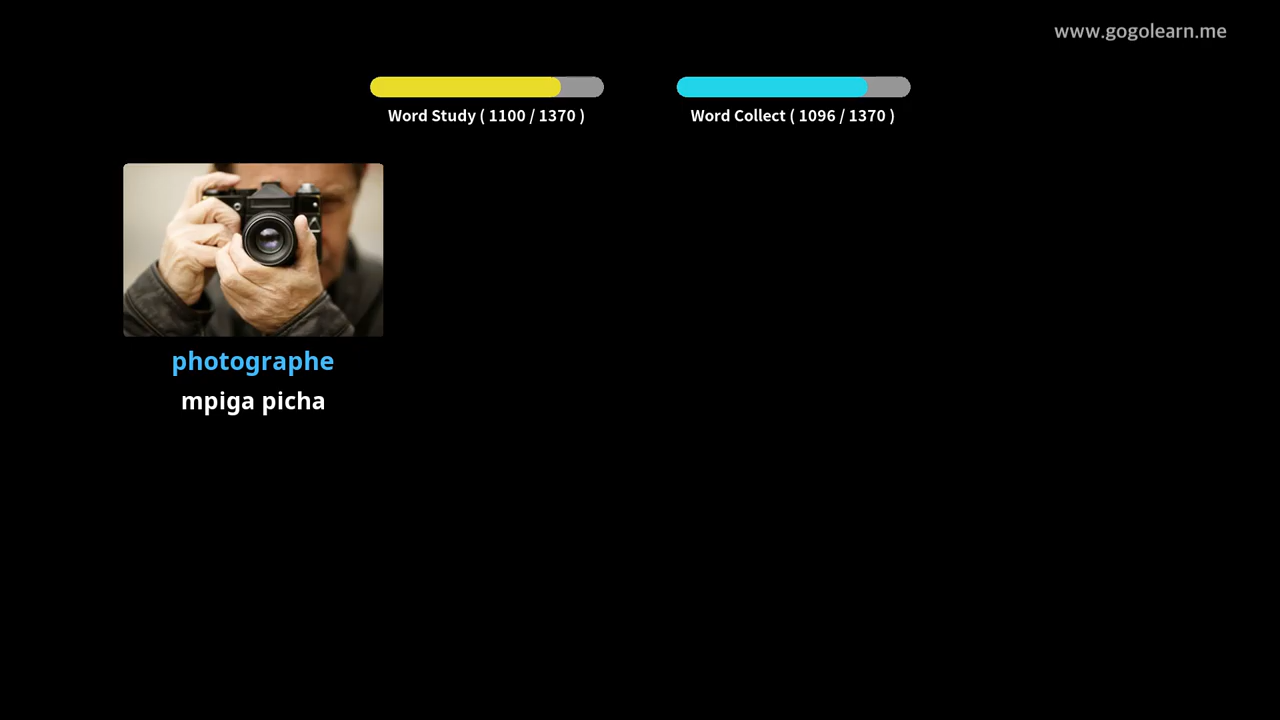 www.gogolearn.me
Word Study ( 1100 / 1370 )
Word Collect ( 1096 / 1370 )
photographe
mpiga picha